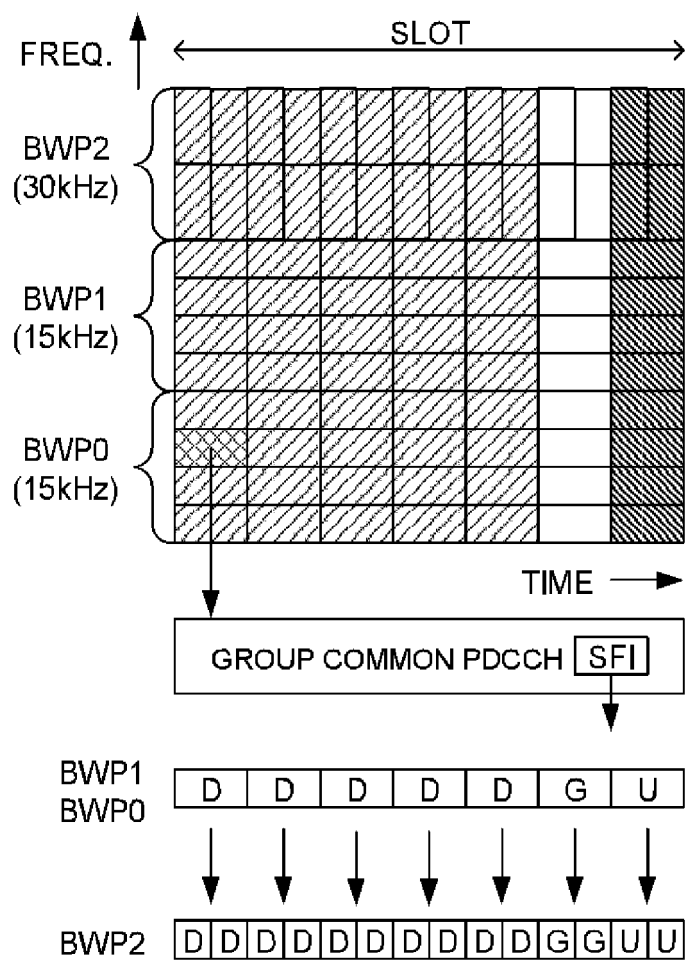 SLOT
FREQ.
BWP2
(30kHz)
BWP1
(15kHz)
BWP0
(15kHz)
TIME
GROUP COMMON PDCCH SFI
BWP1
BWP0
D D D D D G U
BWP2 D D D D D D D D D D G G U U